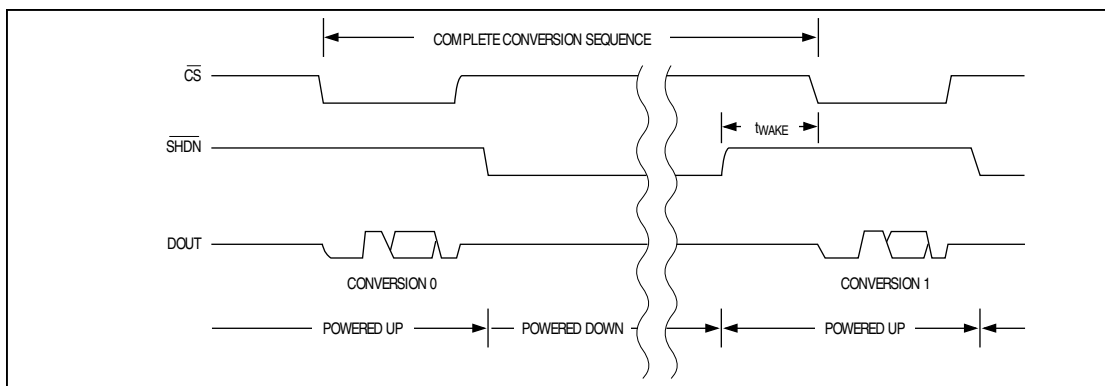 COMPLETE CONVERSION SEQUENCE
CS
tWAKE
SHDN
DOUT
CONVERSION 0
CONVERSION 1
POWERED UP
POWERED DOWN
POWERED UP